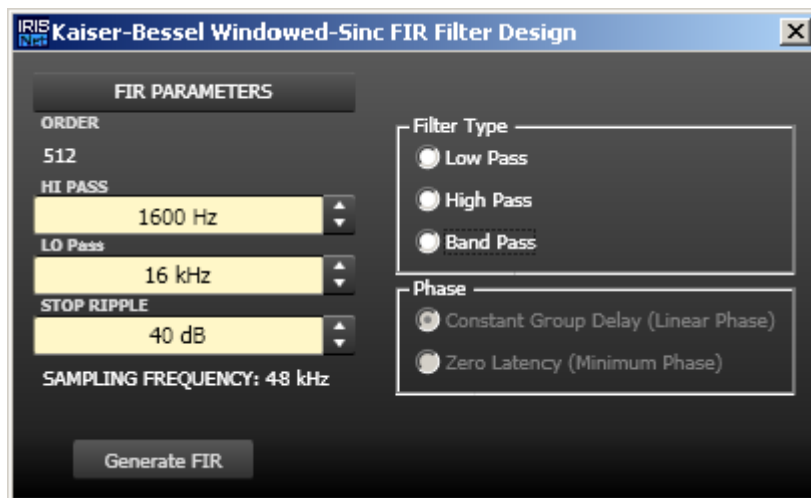 IRIS Net Kaiser-Bessel Windowed-Sinc FIR Filter Design
FIR PARAMETERS
ORDER
512
HI PASS
1600 Hz
LO Pass
16 kHz
STOP RIPPLE
40 dB
SAMPLING FREQUENCY: 48 kHz
Generate FIR
Filter Type
Low Pass
High Pass
Band Pass
Phase
Constant Group Delay (Linear Phase)
Zero Latency (Minimum Phase)